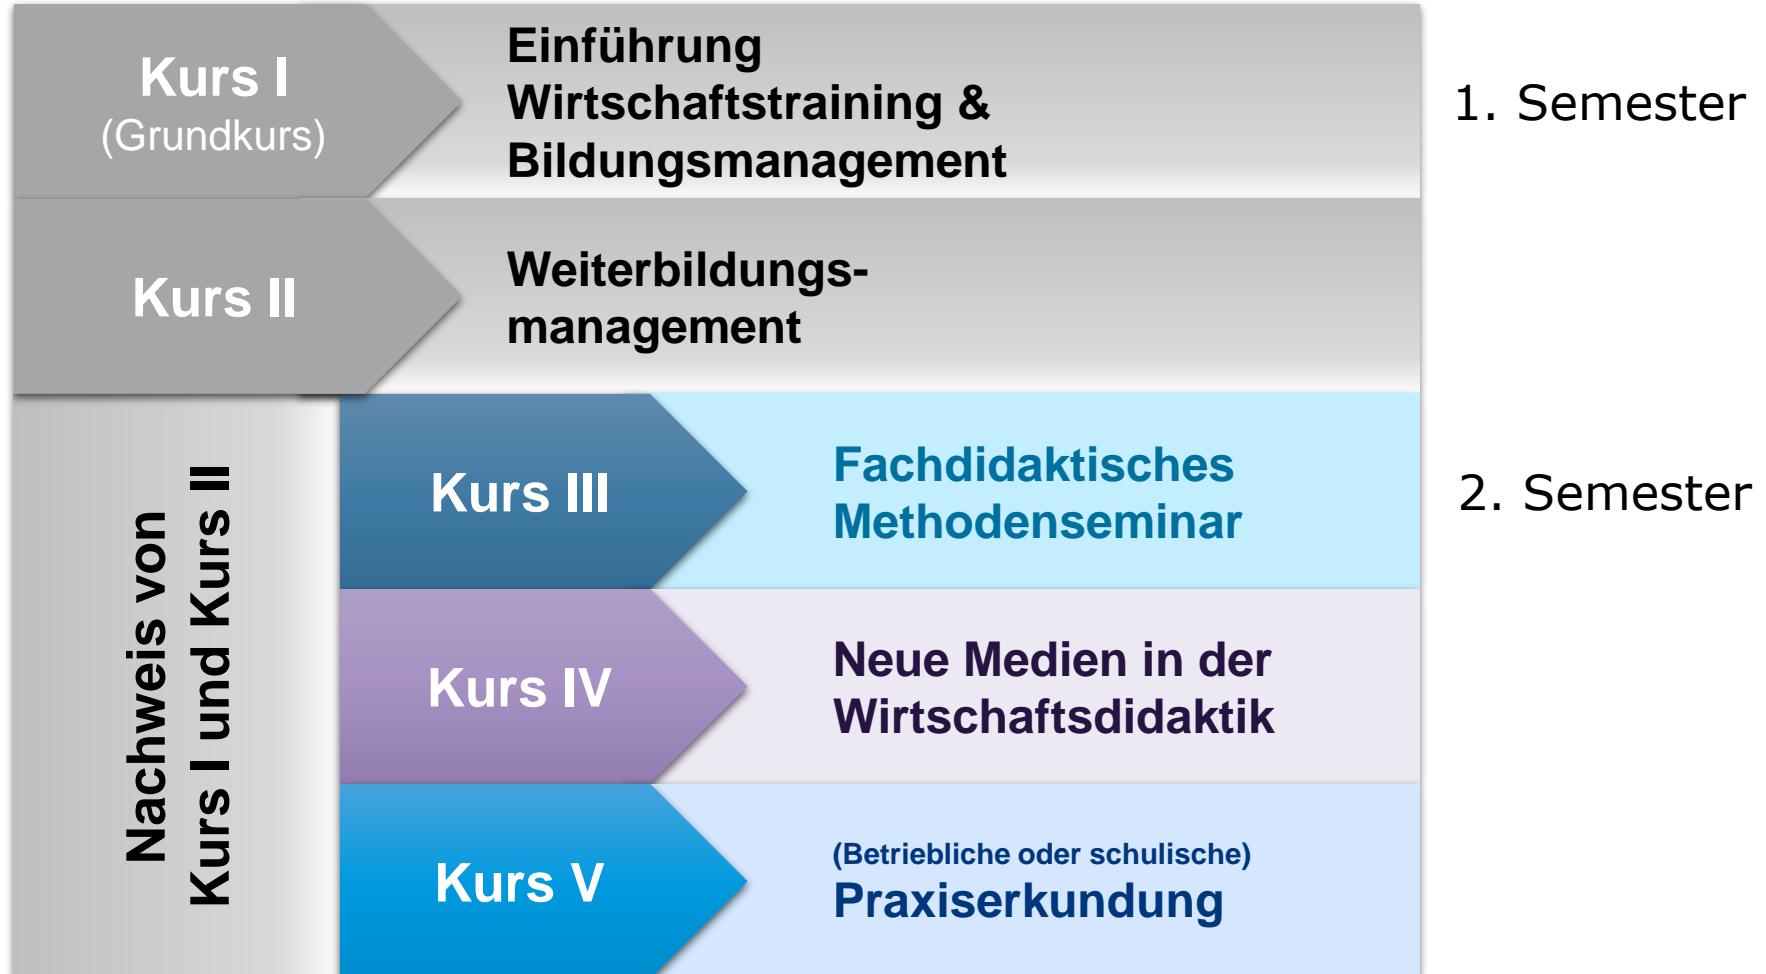 Kurs I
(Grundkurs)
Einführung
Wirtschaftstraining &
Bildungsmanagement
1. Semester
Kurs II
Weiterbildungs-
management
Nachweis von
Kurs I und Kurs II
Kurs III
Fachdidaktisches
Methodenseminar
2. Semester
Kurs IV
Neue Medien in der
Wirtschaftsdidaktik
Kurs V
(Betriebliche oder schulische)
Praxiserkundung